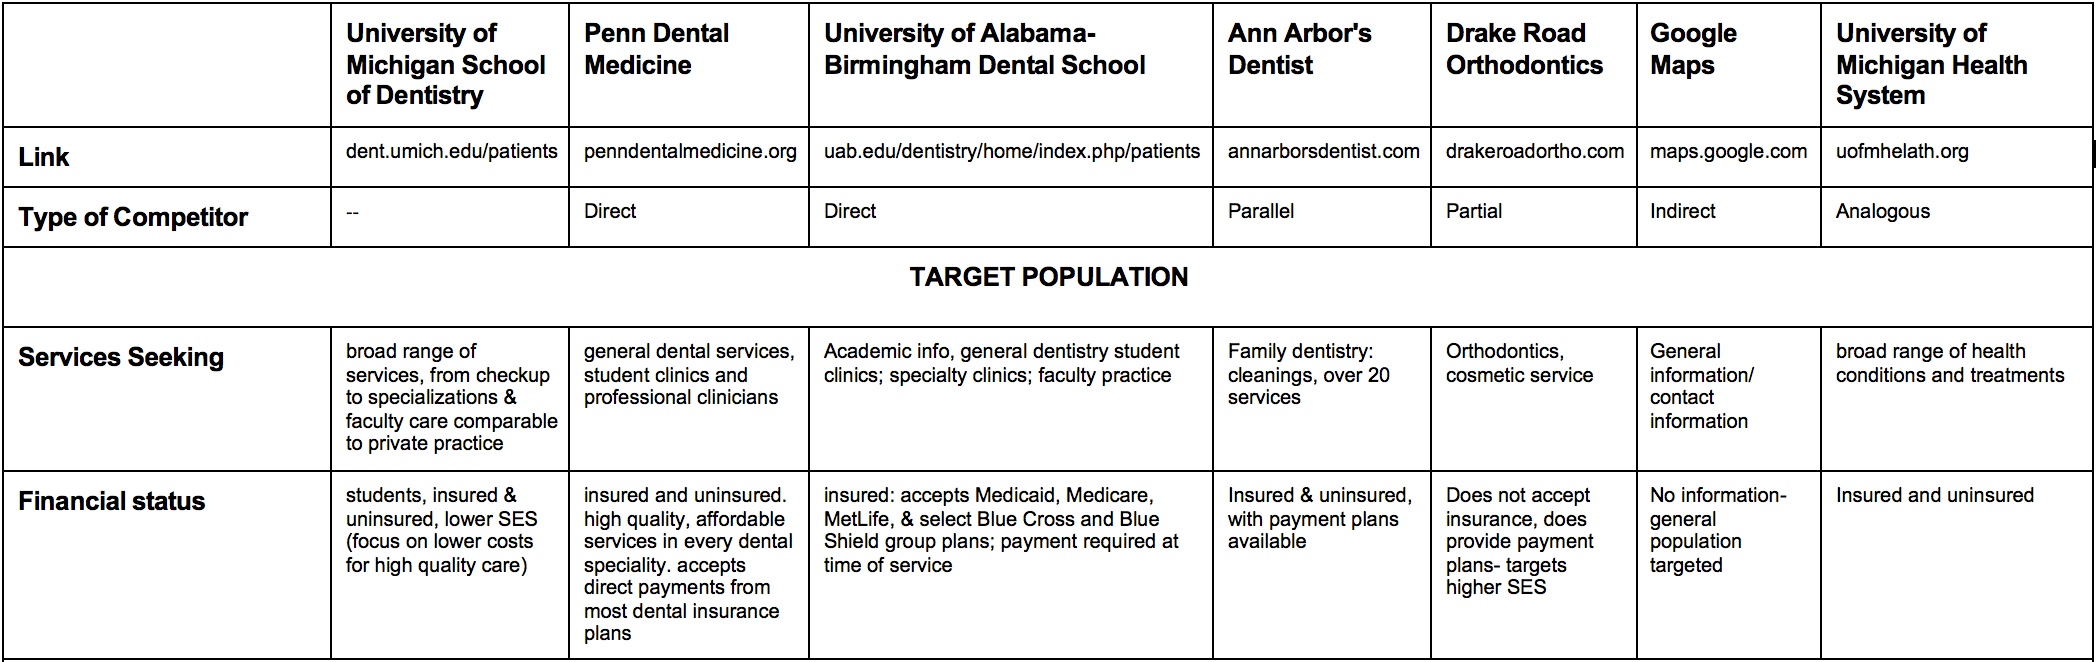 University of
Michigan School
of Dentistry
Penn Dental
Medicine
University of Alabama-
Birmingham Dental School
Ann Arbor's
Dentist
Drake Road
Orthodontics
Google
Maps
University of
Michigan Health
System
Link
dent.umich.edu/patients
penndentalmedicine.org
uab.edu/dentistry/home/index.php/patients
annarborsdentist.com
drakeroadortho.com
maps.google.com
uofmhelath.org
Type of Competitor
--
Direct
Direct
Parallel
Partial
Indirect
Analogous
TARGET POPULATION
Services Seeking
broad range of
services, from checkup
to specializations &
faculty care comparable
to private practice
general dental services,
student clinics and
professional clinicians
Academic info, general dentistry student
clinics; specialty clinics; faculty practice
Family dentistry:
cleanings, over 20
services
Orthodontics,
cosmetic service
General
information/
contact
information
broad range of health
conditions and treatments
Financial status
students, insured &
uninsured, lower SES
(focus on lower costs
for high quality care)
insured and uninsured.
high quality, affordable
services in every dental
speciality. accepts
direct payments from
most dental insurance
plans
insured: accepts Medicaid, Medicare,
MetLife, & select Blue Cross and Blue
Shield group plans; payment required at
time of service
Insured & uninsured,
with payment plans
available
Does not accept
insurance, does
provide payment
plans- targets
higher SES
No information-
general
population
targeted
Insured and uninsured